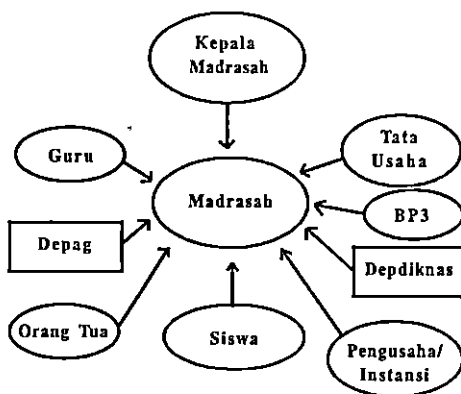 Kepala
Madrasah
Guru
Tata
Usaha
Madrasah
BP3
Depag
Depdiknas
Orang Tua
Siswa
Pengusaha/
Instansi